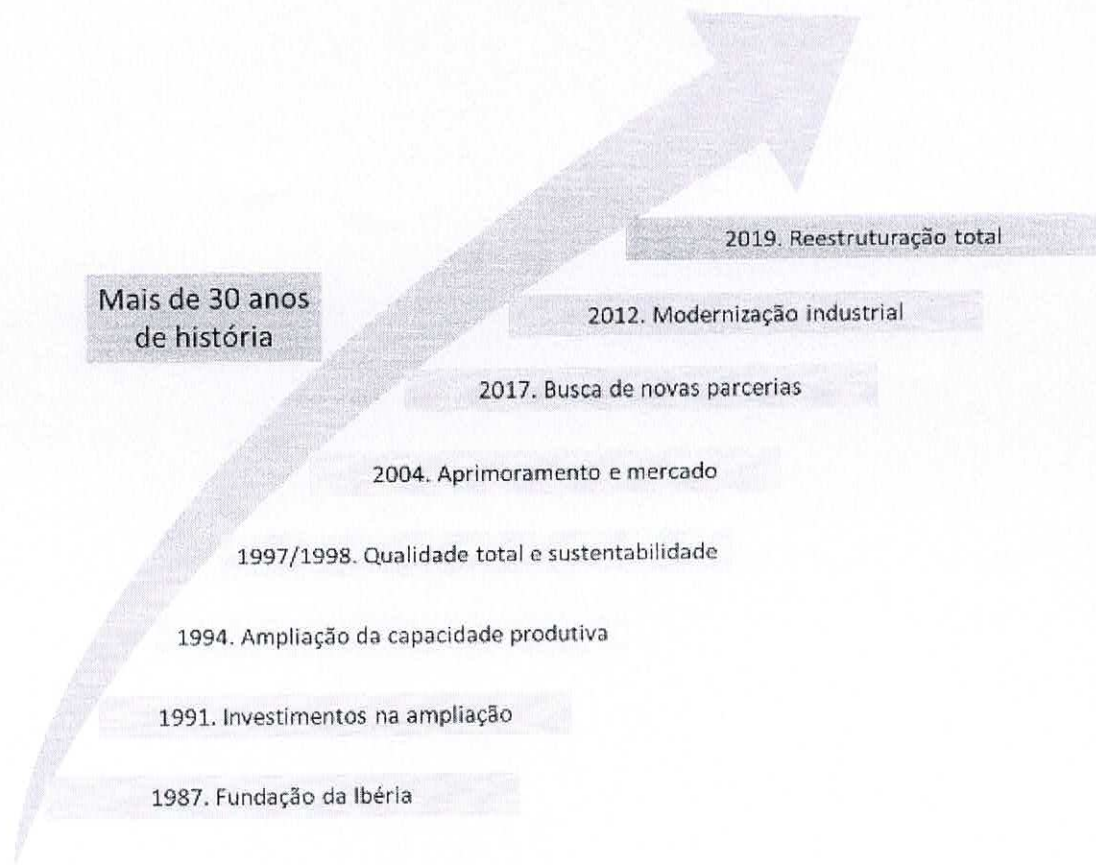 2019. Reestruturação total
Mais de 30 anos
de história
2012. Modernização industrial
2017. Busca de novas parcerias
2004. Aprimoramento e mercado
1997/1998. Qualidade total e sustentabilidade
1994. Ampliação da capacidade produtiva
1991. Investimentos na ampliação
1987. Fundação da Ibéria